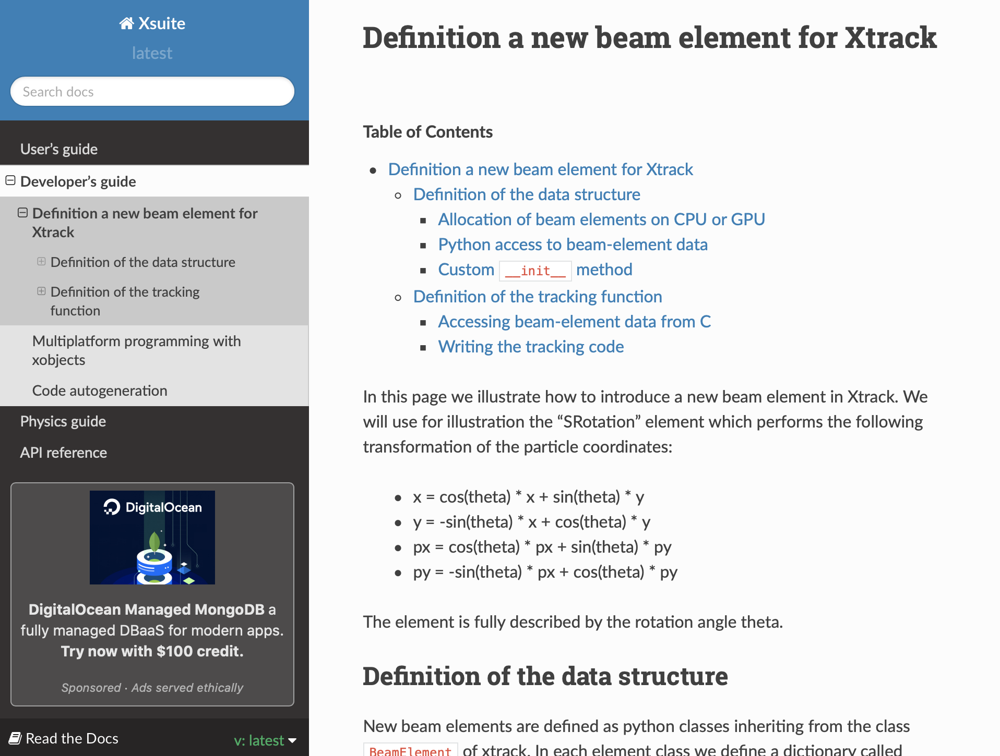 Xsuite
latest
Search docs
User's guide
Developer's guide
Definition a new beam element for
Xtrack
Definition of the data structure
Definition of the tracking
function
Multiplatform programming with
xobjects
Code autogeneration
Physics guide
API reference
DigitalOcean
DigitalOcean Managed MongoDB a
fully managed DBaaS for modern apps.
Try now with $100 credit.
Sponsored · Ads served ethically
Read the Docs
v: latest
Definition a new beam element for Xtrack
Table of Contents
• Definition a new beam element for Xtrack
◦ Definition of the data structure
▪ Allocation of beam elements on CPU or GPU
▪ Python access to beam-element data
▪ Custom __init__ method
◦ Definition of the tracking function
▪ Accessing beam-element data from C
▪ Writing the tracking code
In this page we illustrate how to introduce a new beam element in Xtrack. We
will use for illustration the “SRotation” element which performs the following
transformation of the particle coordinates:
• x = cos(theta) * x + sin(theta) * y
• y = -sin(theta) * x + cos(theta) * y
• px = cos(theta) * px + sin(theta) * py
• py = -sin(theta) * px + cos(theta) * py
The element is fully described by the rotation angle theta.
Definition of the data structure
New beam elements are defined as python classes inheriting from the class
BeamElement of xtrack. In each element class we define a dictionary called